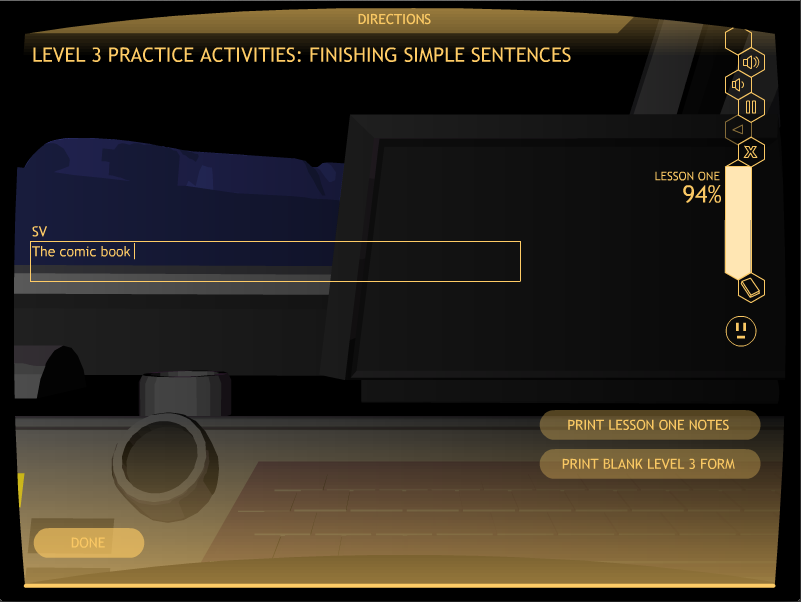 DIRECTIONS
LEVEL 3 PRACTICE ACTIVITIES: FINISHING SIMPLE SENTENCES
X
LESSON ONE
94%
SV
The comic book
PRINT LESSON ONE NOTES
PRINT BLANK LEVEL 3 FORM
DONE